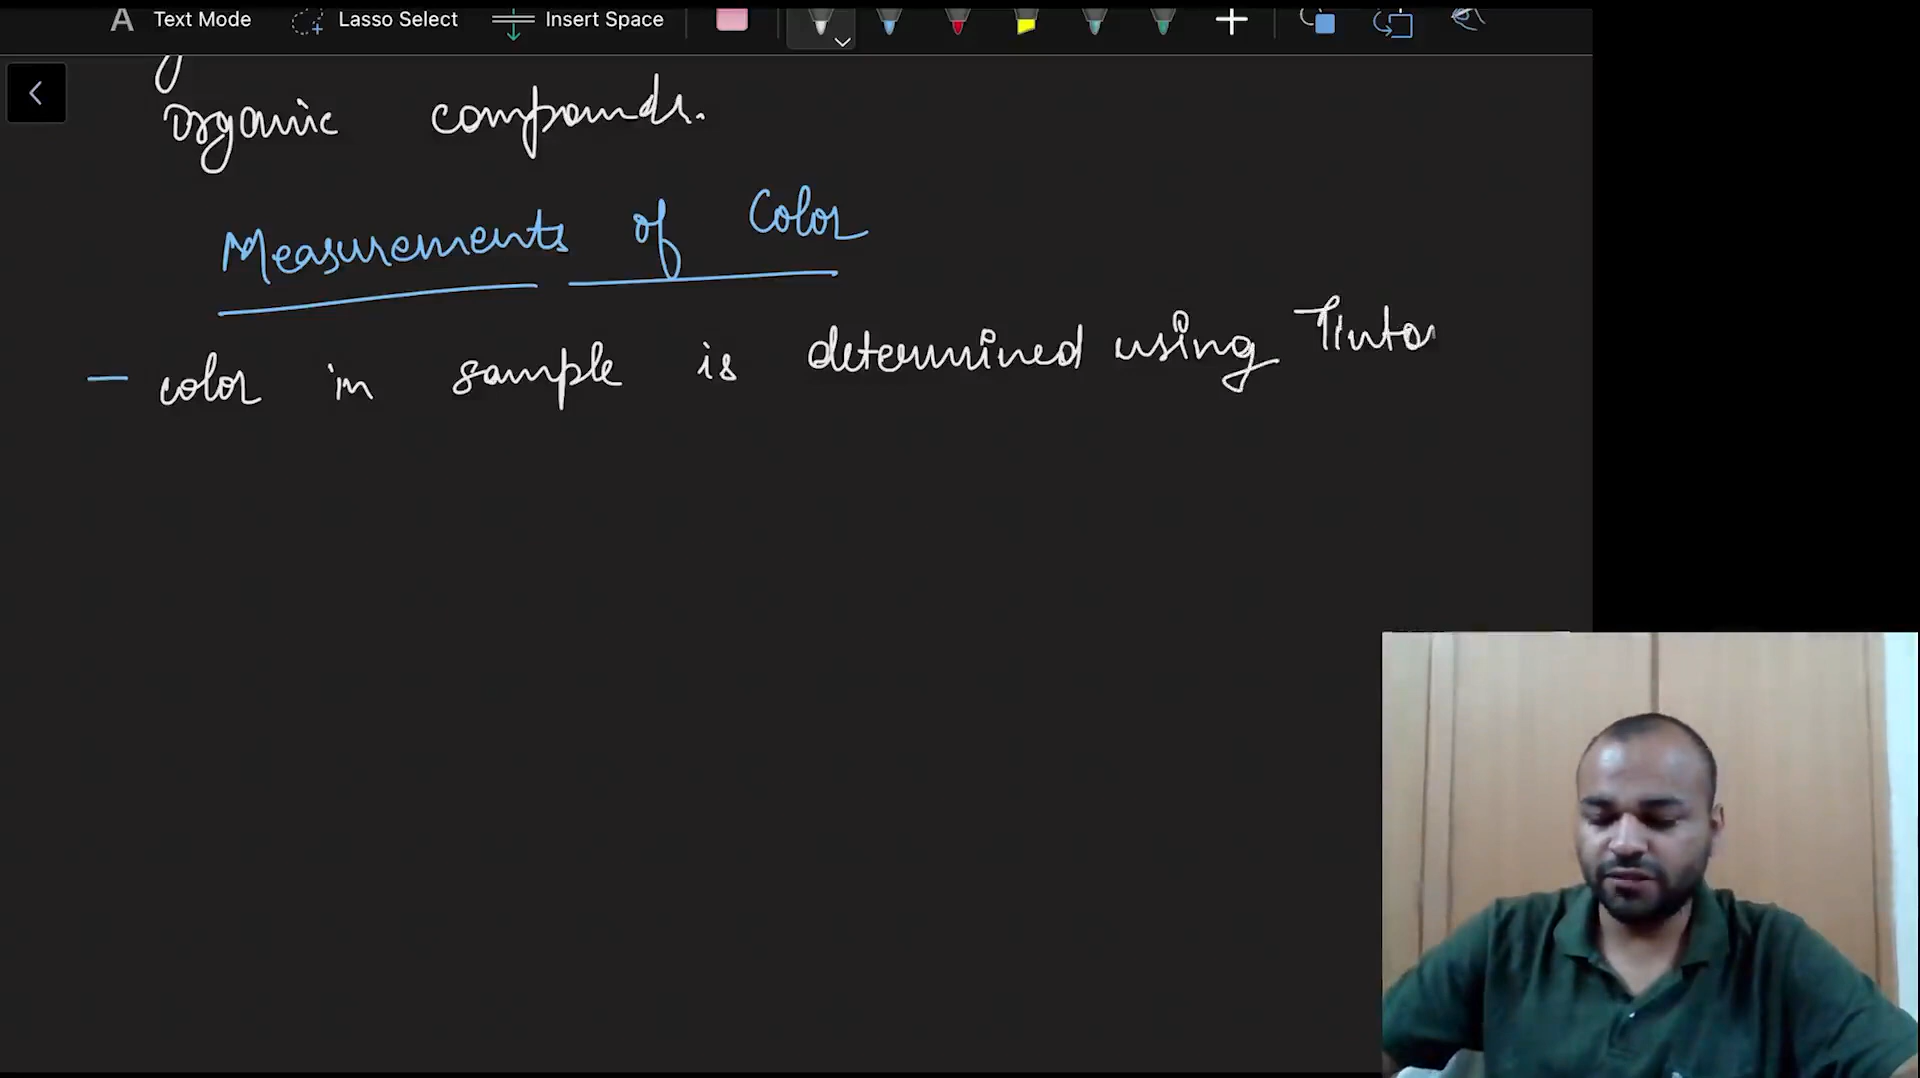 A Text Mode Lasso Select Insert Space
organic compounds.
Measurements of Color
— color in sample is determined using Tinto